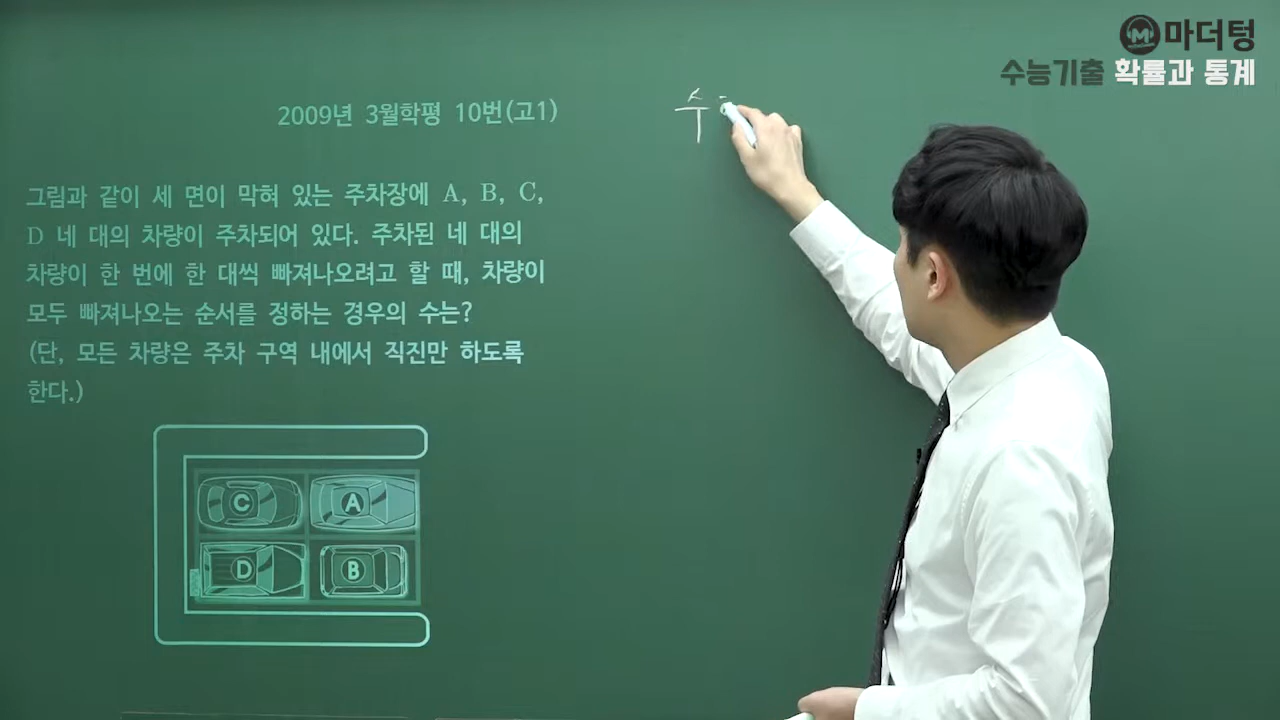 마더텅
수능기출 확률과 통계
2009년 3월학평 10번(고1)
수
그림과 같이 세 면이 막혀 있는 주차장에 A, B, C,
D 네 대의 차량이 주차되어 있다. 주차된 네 대의
차량이 한 번에 한 대씩 빠져나오려고 할 때, 차량이
모두 빠져나오는 순서를 정하는 경우의 수는?
(단, 모든 차량은 주차 구역 내에서 직진만 하도록
한다.)
C A
D B